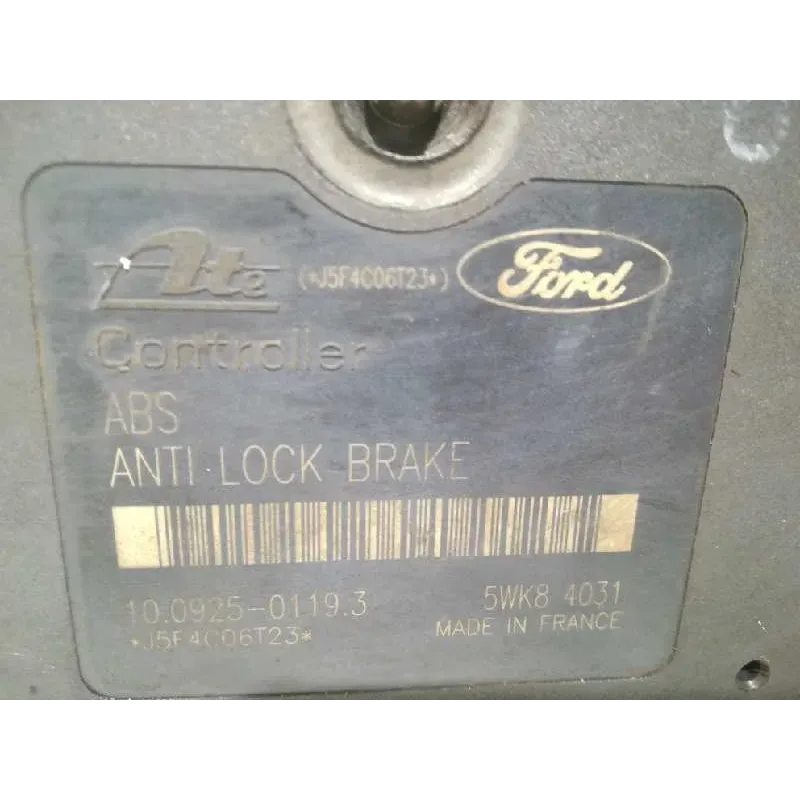 Ate (*J5F4C06T23*) Ford
Controller
ABS
ANTI LOCK BRAKE
10.0925-0119.3 5WK8 4031
*J5F4C06T23* MADE IN FRANCE